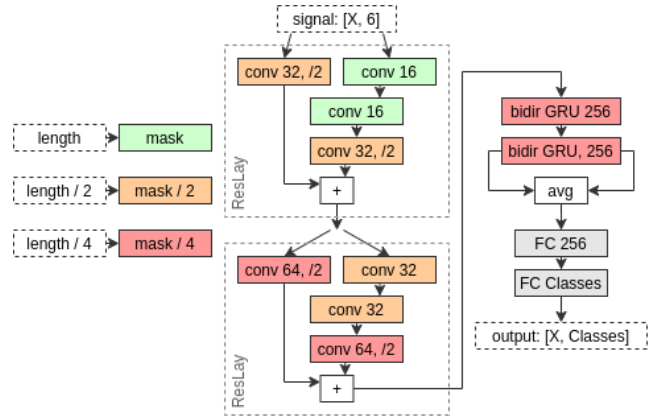 signal: [X, 6]
conv 32, /2
conv 16
conv 16
conv 32, /2
+
ResLay
length
mask
length / 2
mask / 2
length / 4
mask / 4
conv 64, /2
conv 32
conv 32
conv 64, /2
+
ResLay
bidir GRU 256
bidir GRU, 256
avg
FC 256
FC Classes
output: [X, Classes]